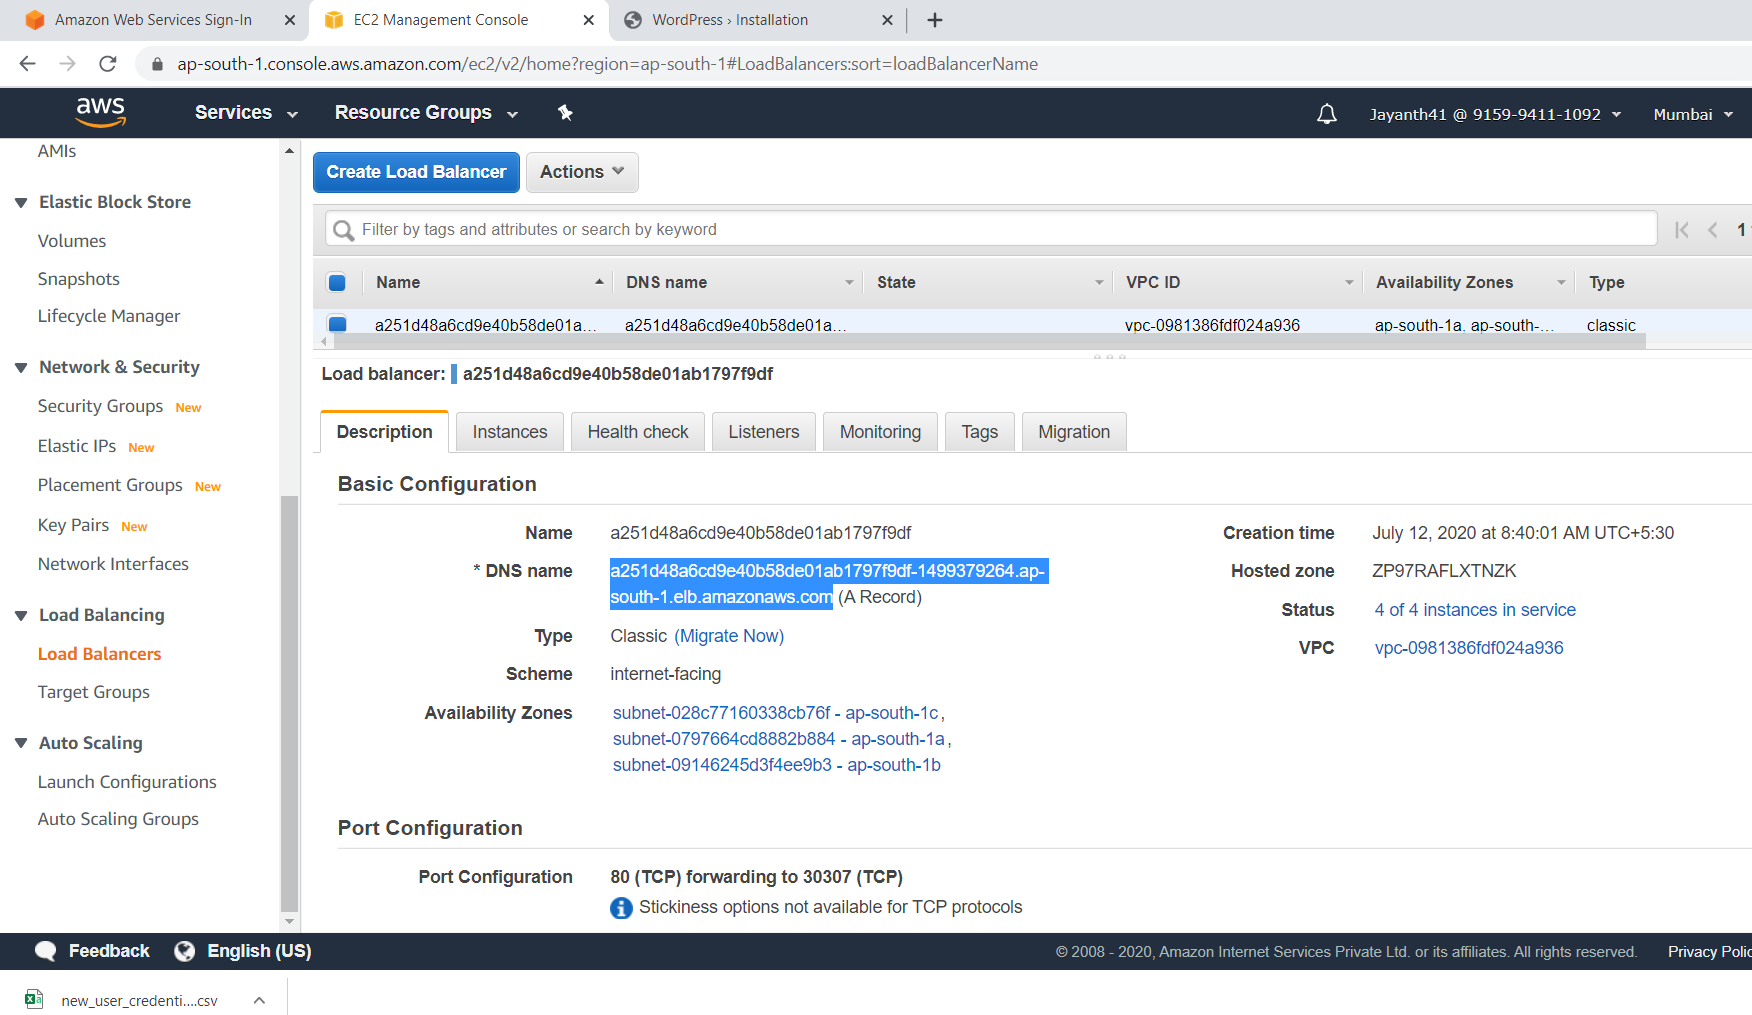 Amazon Web Services Sign-In
EC2 Management Console
WordPress › Installation
ap-south-1.console.aws.amazon.com/ec2/v2/home?region=ap-south-1#LoadBalancers:sort=loadBalancerName
aws
Services
Resource Groups
Jayanth41 @ 9159-9411-1092
Mumbai
AMIs
Elastic Block Store
Volumes
Snapshots
Lifecycle Manager
Network & Security
Security Groups New
Elastic IPs New
Placement Groups New
Key Pairs New
Network Interfaces
Load Balancing
Load Balancers
Target Groups
Auto Scaling
Launch Configurations
Auto Scaling Groups
Create Load Balancer
Actions
Filter by tags and attributes or search by keyword
1
Name
DNS name
State
VPC ID
Availability Zones
Type
a251d48a6cd9e40b58de01a...
a251d48a6cd9e40b58de01a...
vpc-0981386fdf024a936
ap-south-1a, ap-south-...
classic
Load balancer: a251d48a6cd9e40b58de01ab1797f9df
Description
Instances
Health check
Listeners
Monitoring
Tags
Migration
Basic Configuration
Name a251d48a6cd9e40b58de01ab1797f9df
* DNS name a251d48a6cd9e40b58de01ab1797f9df-1499379264.ap-
south-1.elb.amazonaws.com (A Record)
Type Classic (Migrate Now)
Scheme internet-facing
Availability Zones subnet-028c77160338cb76f - ap-south-1c,
subnet-0797664cd8882b884 - ap-south-1a,
subnet-09146245d3f4ee9b3 - ap-south-1b
Creation time July 12, 2020 at 8:40:01 AM UTC+5:30
Hosted zone ZP97RAFLXTNZK
Status 4 of 4 instances in service
VPC vpc-0981386fdf024a936
Port Configuration
Port Configuration 80 (TCP) forwarding to 30307 (TCP)
Stickiness options not available for TCP protocols
Feedback
English (US)
© 2008 - 2020, Amazon Internet Services Private Ltd. or its affiliates. All rights reserved.
Privacy Polic
new_user_credenti....csv